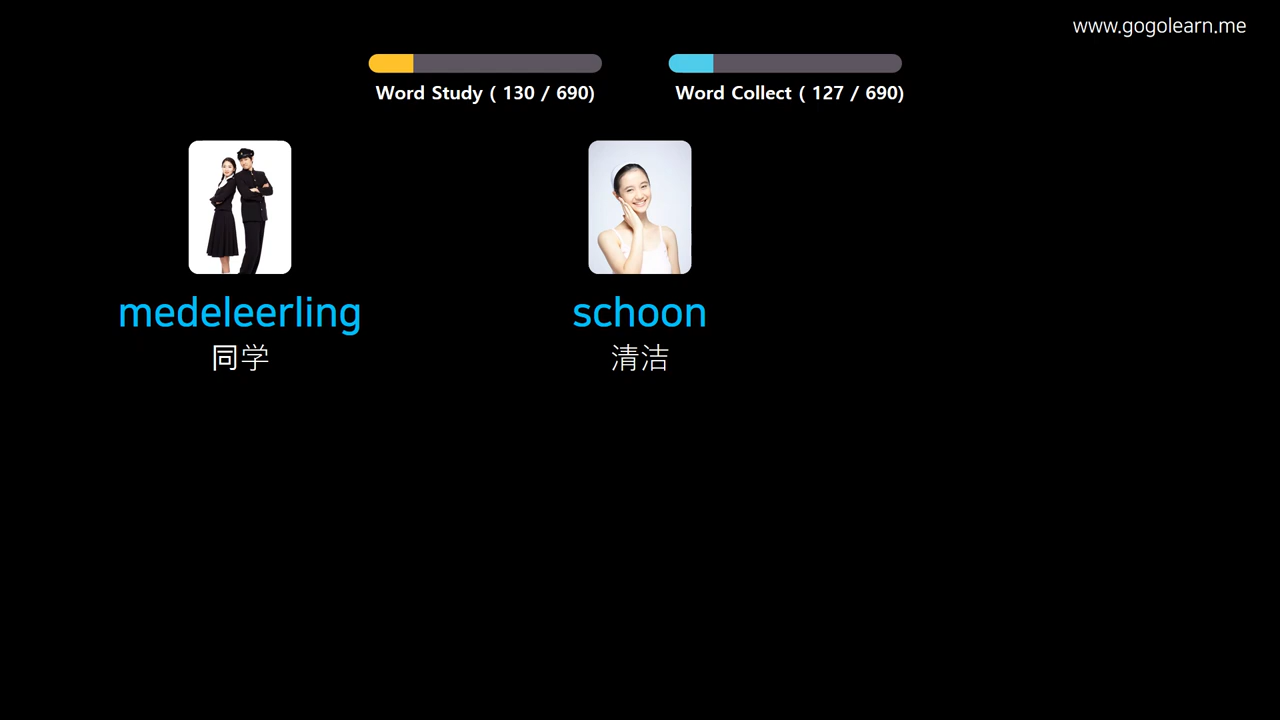 www.gogolearn.me
Word Study ( 130 / 690)
Word Collect ( 127 / 690)
medeleerling
同学
schoon
清洁